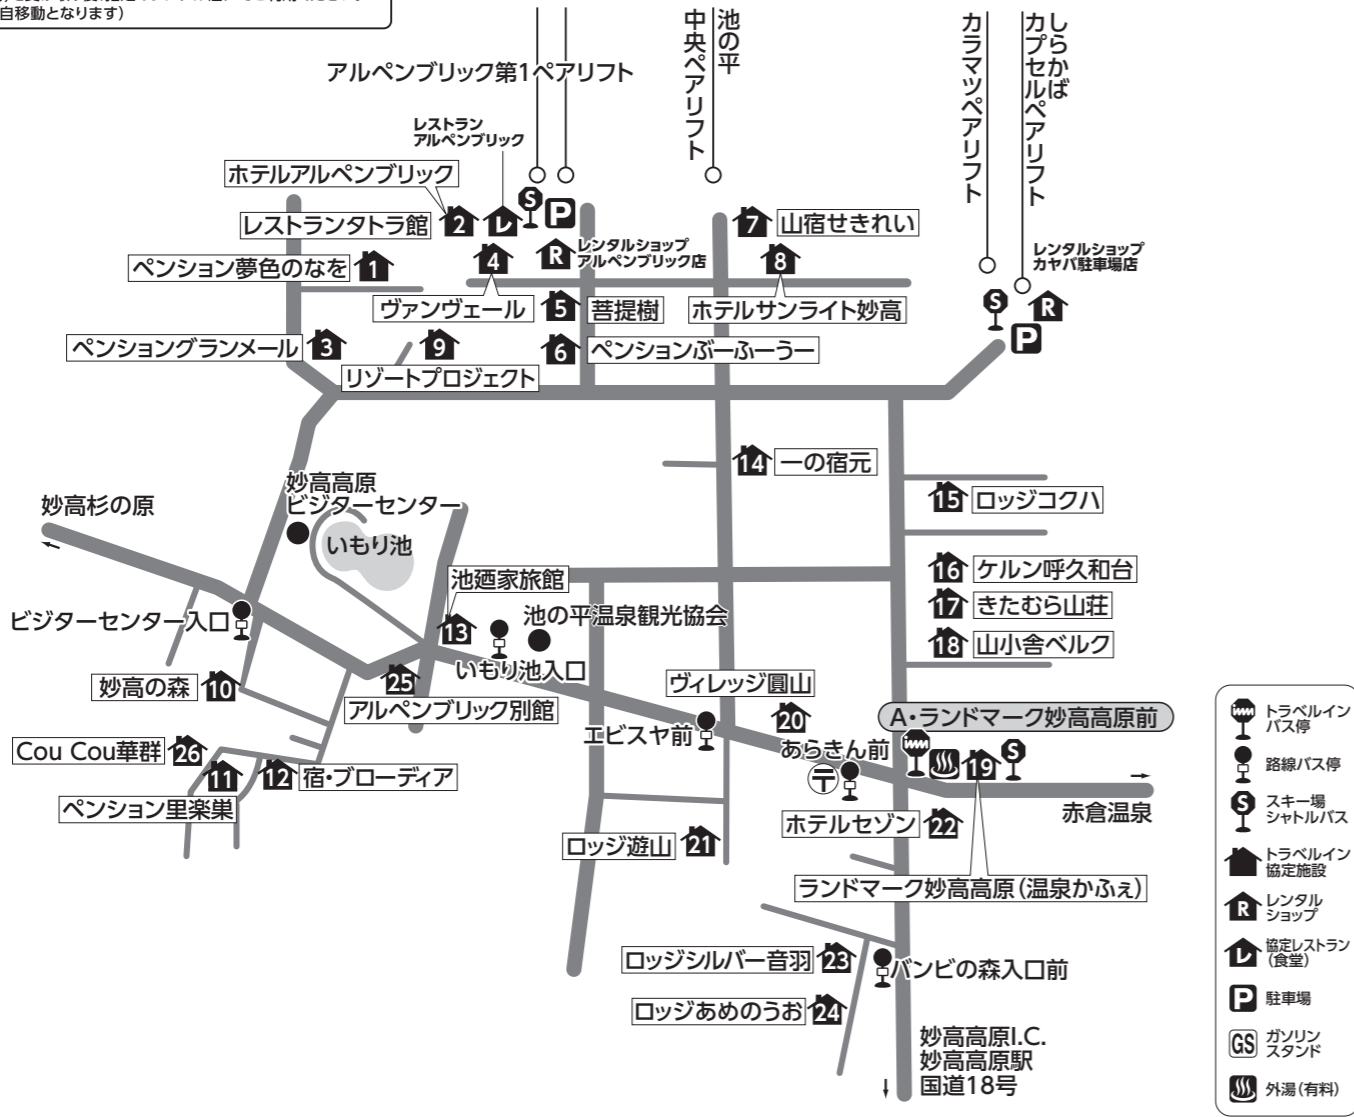 自移動となります)
アルペンブリック第1ペアリフト
池の平
中央ペアリフト
しらかば
カプセルペアリフト
カラマツペアリフト
レストラン
アルペンブリック
ホテルアルペンブリック
レストランタトラ館
2
レ
S
P
7
山宿せきれい
ペンション夢色のなを
1
4
R
レンタルショップ
アルペンブリック店
8
レンタルショップ
カヤバ駐車場店
ヴァンヴェール
5
菩提樹
ホテルサンライト妙高
S
R
P
ペンショングランメール
3
9
6
ペンションぶーふーうー
リゾートプロジェクト
14
一の宿元
妙高高原
ビジターセンター
妙高杉の原
いもり池
15
ロッジコクハ
16
ケルン呼久和台
17
きたむら山荘
18
山小舎ベルク
池廼家旅館
13
池の平温泉観光協会
ビジターセンター入口
いもり池入口
妙高の森
10
25
アルペンブリック別館
ヴィレッジ圓山
20
A・ランドマーク妙高高原前
エビスヤ前
あらきん前
〒
19
S
Cou Cou華群
26
11
12
宿・ブローディア
ペンション里楽巣
赤倉温泉
ホテルセゾン
22
ロッジ遊山
21
ランドマーク妙高高原(温泉かふぇ)
ロッジシルバー音羽
23
バンビの森入口前
ロッジあめのうお
24
妙高高原I.C.
妙高高原駅
国道18号
トラベルイン
バス停
路線バス停
S
スキー場
シャトルバス
トラベルイン
協定施設
R
レンタル
ショップ
レ
協定レストラン
(食堂)
P
駐車場
GS
ガソリン
スタンド
外湯(有料)